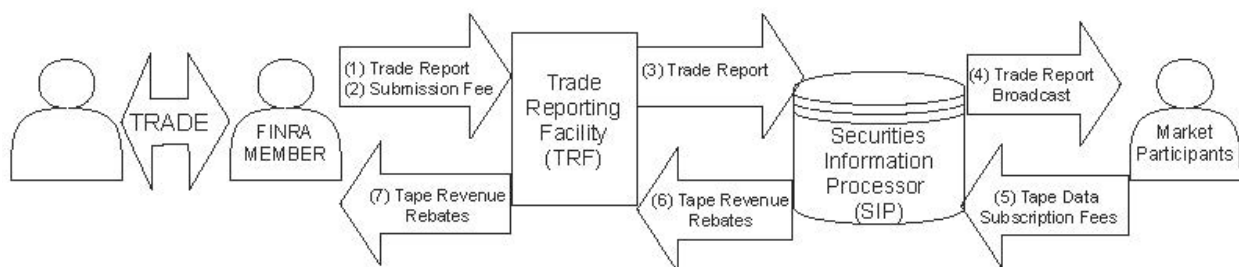 TRADE
FINRA
MEMBER
(1) Trade Report
(2) Submission Fee
(7) Tape Revenue
Rebates
Trade
Reporting
Facility
(TRF)
(3) Trade Report
(6) Tape Revenue
Rebates
Securities
Information
Processor
(SIP)
(4) Trade Report
Broadcast
(5) Tape Data
Subscription Fees
Market
Participants